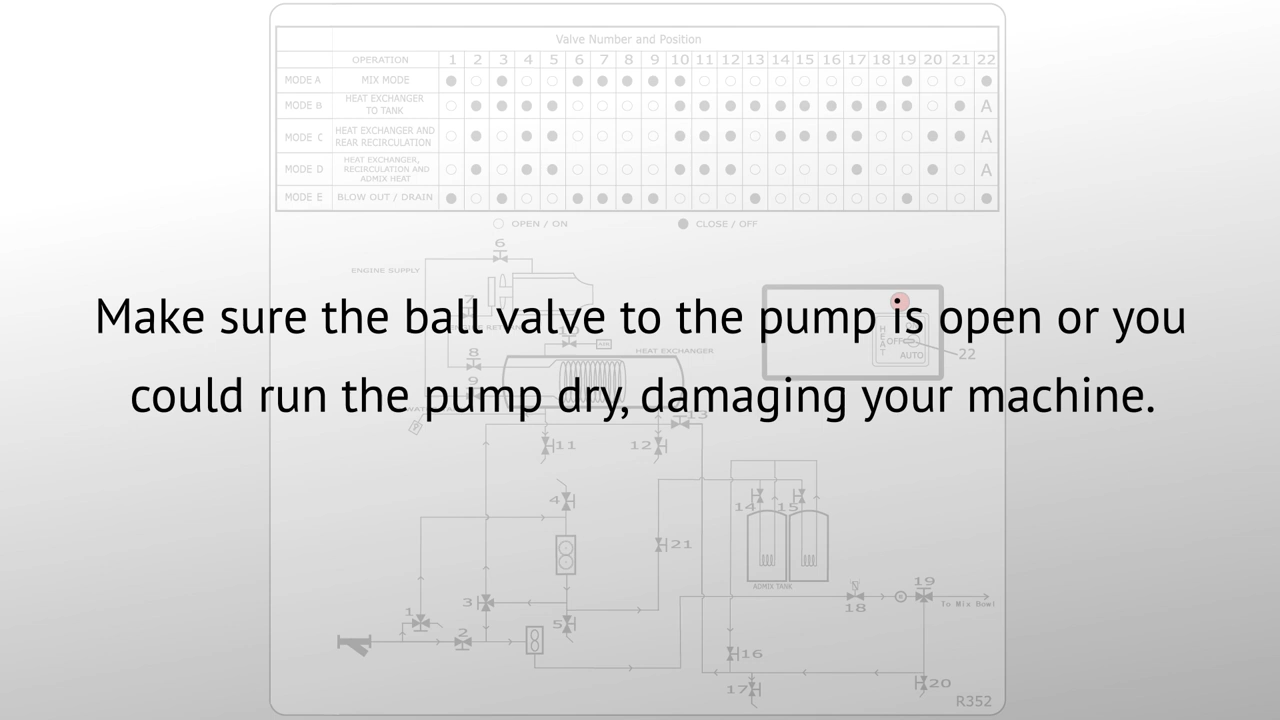 Valve Number and Position
OPERATION 1 2 3 4 5 6 7 8 9 10 11 12 13 14 15 16 17 18 19 20 21 22
MODE A MIX MODE
MODE B HEAT EXCHANGER TO TANK A
MODE C HEAT EXCHANGER AND REAR RECIRCULATION A
MODE D HEAT EXCHANGER, RECIRCULATION AND ADMIX HEAT A
MODE E BLOW OUT / DRAIN
OPEN / ON CLOSE / OFF
6
ENGINE SUPPLY
Make sure the ball valve to the pump is open or you
could run the pump dry, damaging your machine.
HEAT EXCHANGER
OFF
AUTO
22
8
9
13
11
12
4
14
15
21
ADMIX TANK
19
3
18
To Mix Bowl
1
2
5
16
17
20
R352